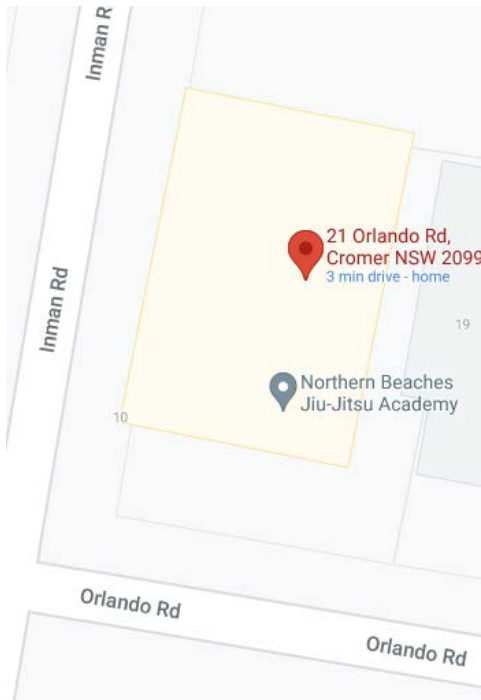 Inman R
21 Orlando Rd,
Cromer NSW 2099
3 min drive - home
Inman Rd
19
Northern Beaches
Jiu-Jitsu Academy
10
Orlando Rd
Orlando Rd